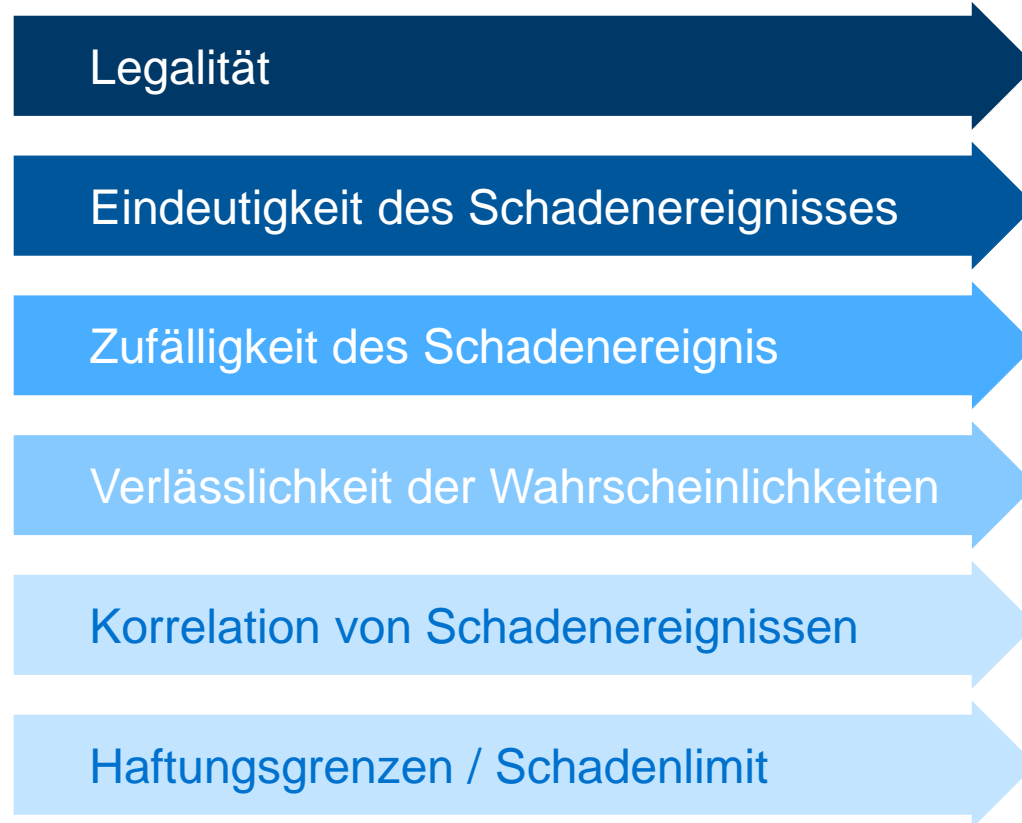 Legalität
Eindeutigkeit des Schadenereignisses
Zufälligkeit des Schadenereignis
Verlässlichkeit der Wahrscheinlichkeiten
Korrelation von Schadenereignissen
Haftungsgrenzen / Schadenlimit